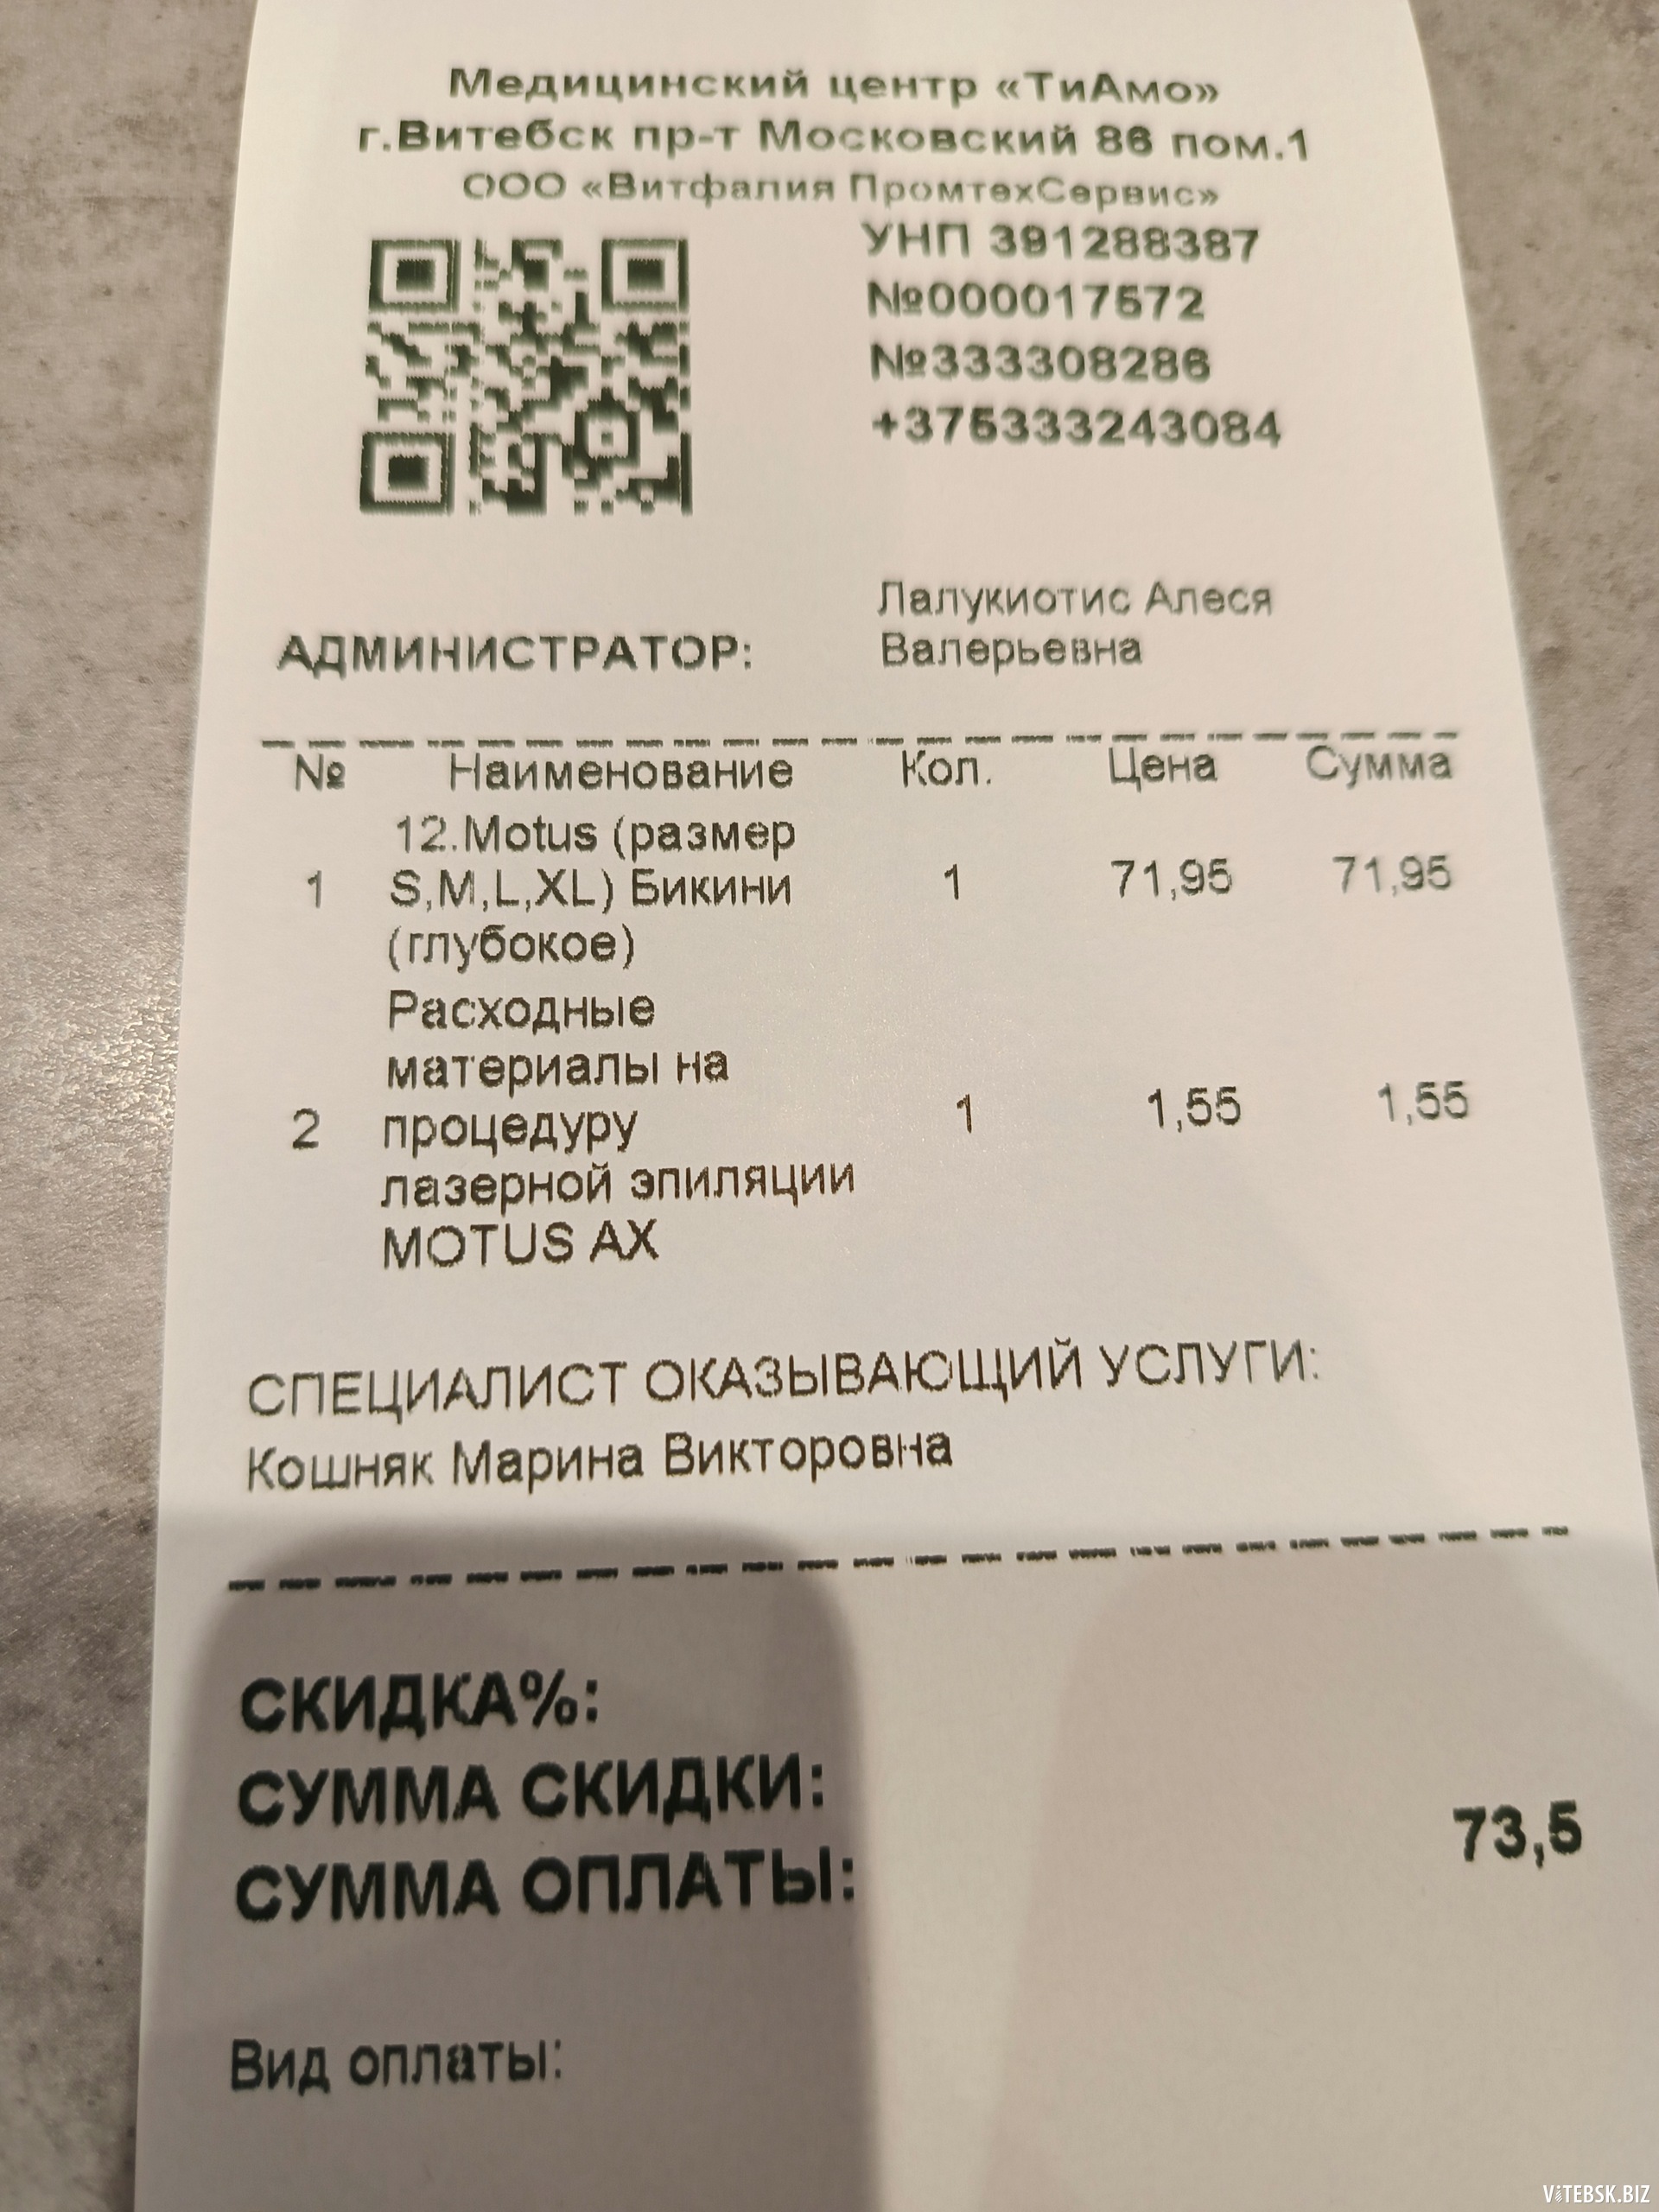 Медицинский центр «ТиАмо»
г.Витебск пр-т Московский 86 пом.1
ООО «Витфалия ПромтехСервис»
УНП 391288387
№000017572
№333308286
+375333243084
АДМИНИСТРАТОР: Лалукиотис Алеся Валерьевна
№ Наименование Кол. Цена Сумма
12.Motus (размер
1 S,M,L,XL) Бикини 1 71,95 71,95
(глубокое)
Расходные
материалы на
2 процедуру 1 1,55 1,55
лазерной эпиляции
MOTUS AX
СПЕЦИАЛИСТ ОКАЗЫВАЮЩИЙ УСЛУГИ:
Кошняк Марина Викторовна
СКИДКА%:
СУММА СКИДКИ:
СУММА ОПЛАТЫ: 73,5
Вид оплаты:
VITEBSK.BIZ